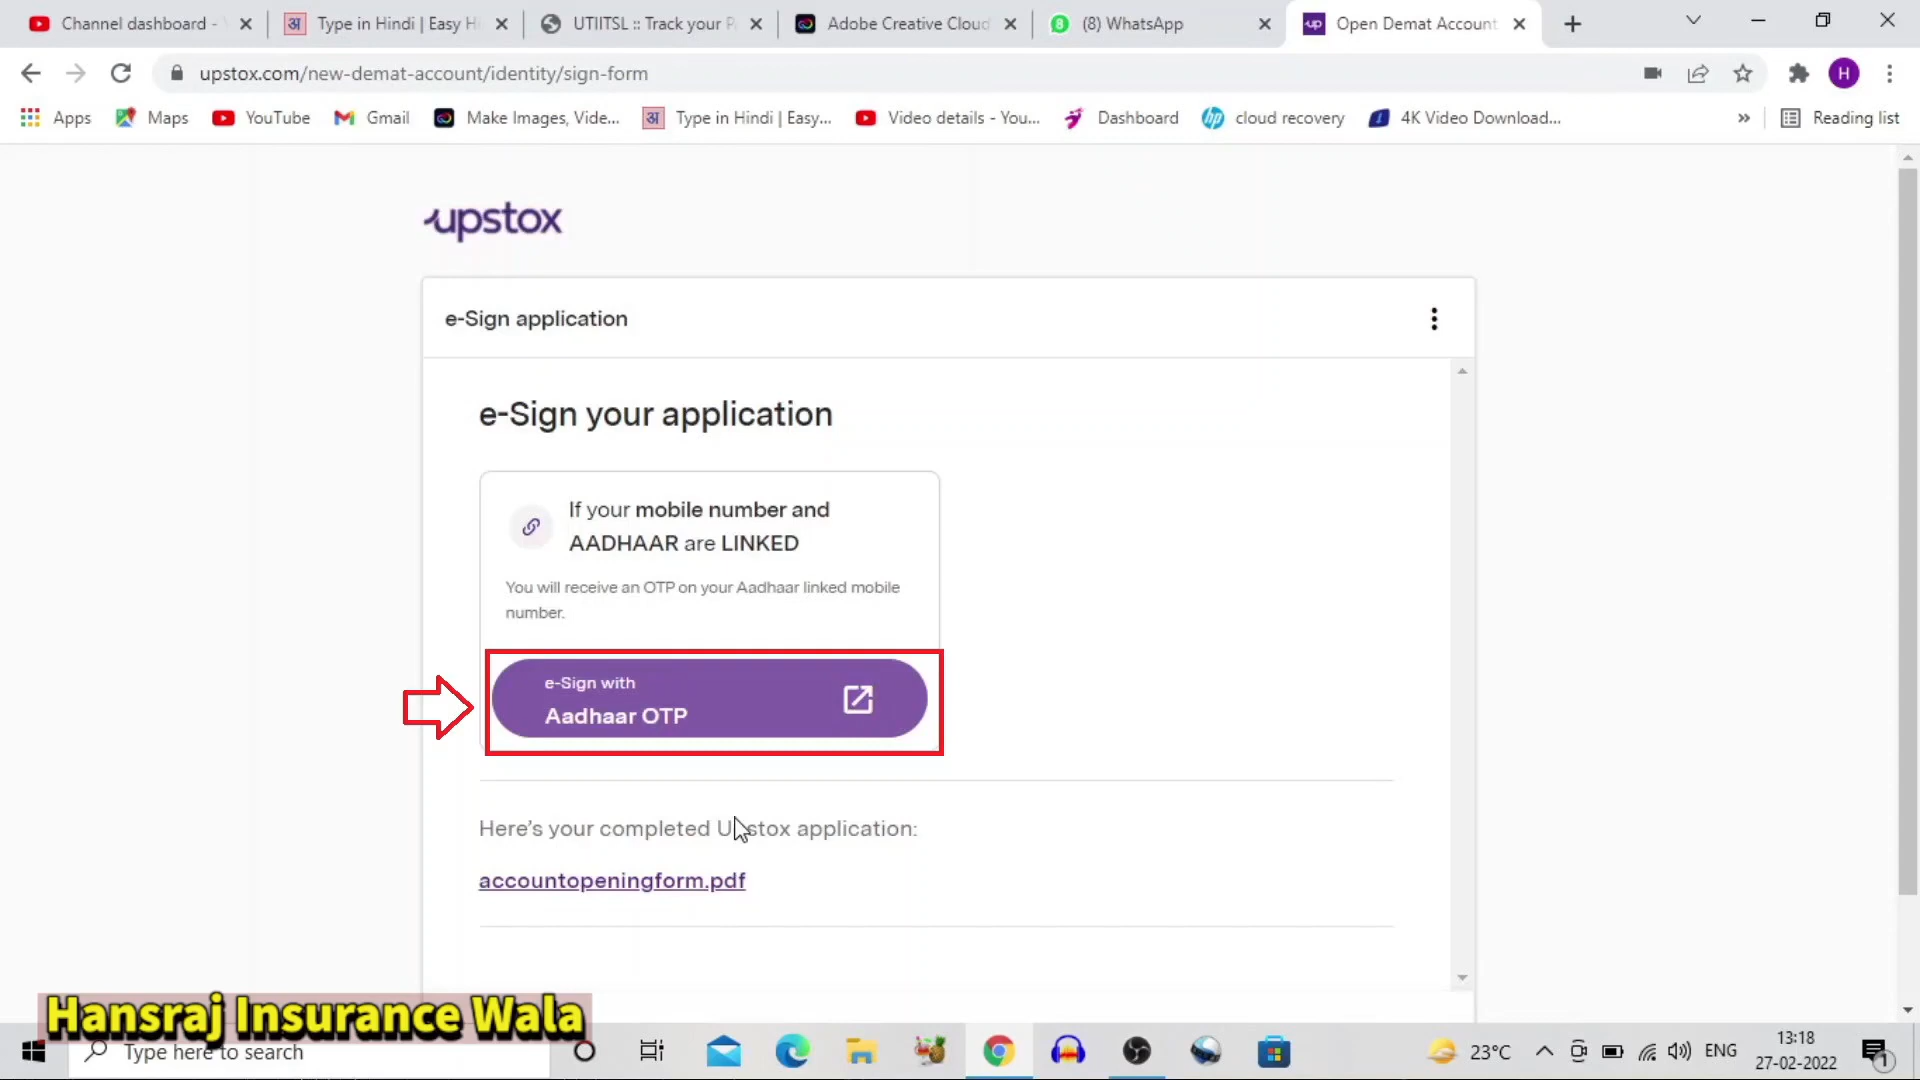 Channel dashboard -
Type in Hindi | Easy Hi
UTIITSL :: Track your P
Adobe Creative Cloud
(8) WhatsApp
Open Demat Account
upstox.com/new-demat-account/identity/sign-form
H
Apps
Maps
YouTube
Gmail
Make Images, Vide...
अ Type in Hindi | Easy...
Video details - You...
Dashboard
hp cloud recovery
4K Video Download...
»
Reading list
upstox
e-Sign application
e-Sign your application
If your mobile number and
AADHAAR are LINKED
You will receive an OTP on your Aadhaar linked mobile
number.
e-Sign with
Aadhaar OTP
Here's your completed Upstox application:
accountopeningform.pdf
Hansraj Insurance Wala
Type here to search
23°C
ENG
13:18
27-02-2022
1